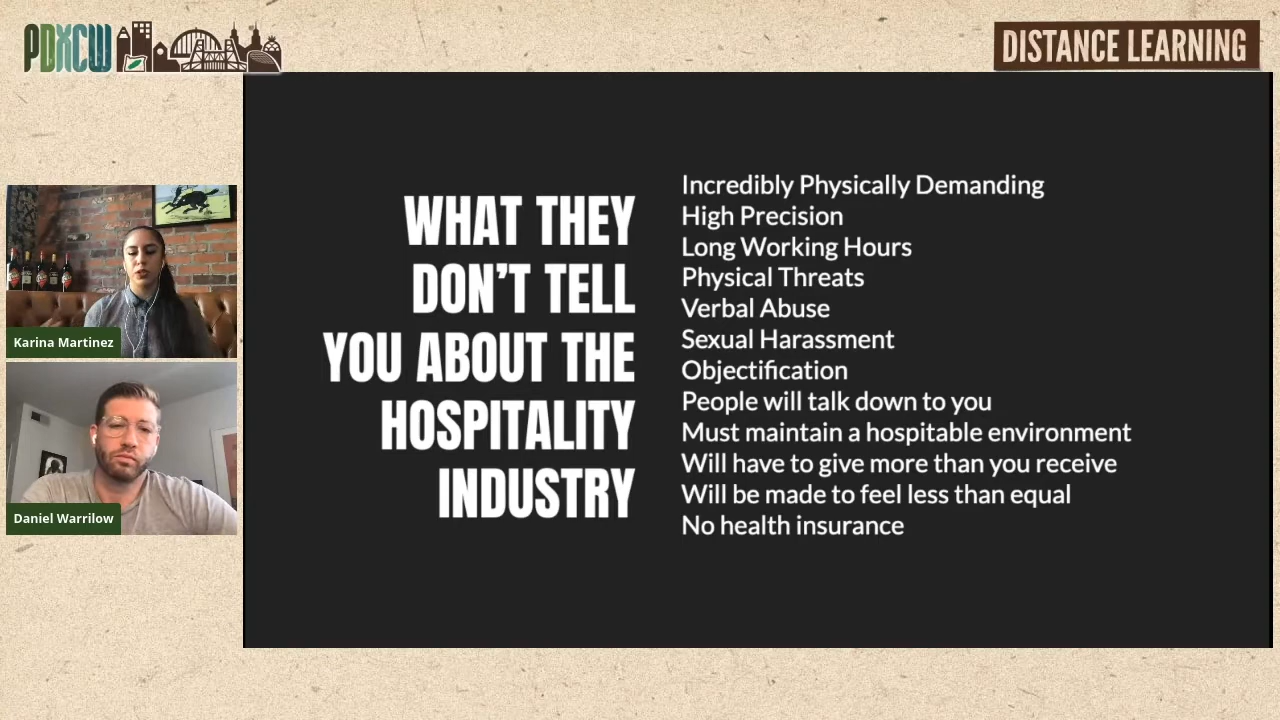 PDXCW
DISTANCE LEARNING
Karina Martinez
Daniel Warrilow
WHAT THEY
DON'T TELL
YOU ABOUT THE
HOSPITALITY
INDUSTRY
Incredibly Physically Demanding
High Precision
Long Working Hours
Physical Threats
Verbal Abuse
Sexual Harassment
Objectification
People will talk down to you
Must maintain a hospitable environment
Will have to give more than you receive
Will be made to feel less than equal
No health insurance